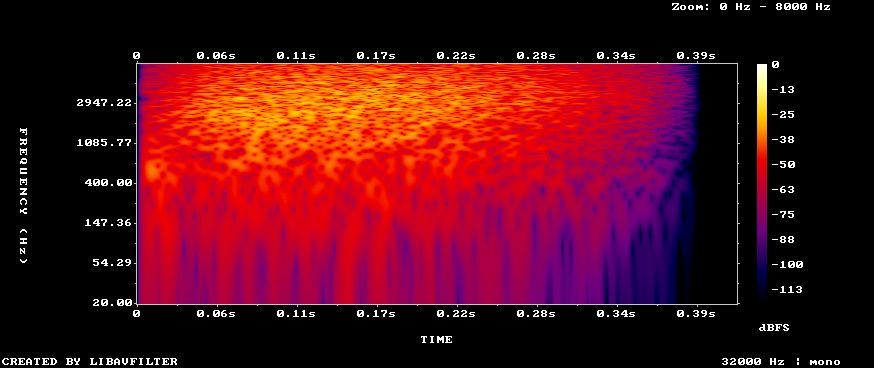 Zoom: 0 Hz - 8000 Hz
0 0.06s 0.11s 0.17s 0.22s 0.28s 0.34s 0.39s
0
-13
-25
-38
-50
-63
-75
-88
-100
-113
dBFS
FREQUENCY (Hz)
2947.22
1085.77
400.00
147.36
54.29
20.00
0 0.06s 0.11s 0.17s 0.22s 0.28s 0.34s 0.39s
TIME
CREATED BY LIBAVFILTER
32000 Hz | mono